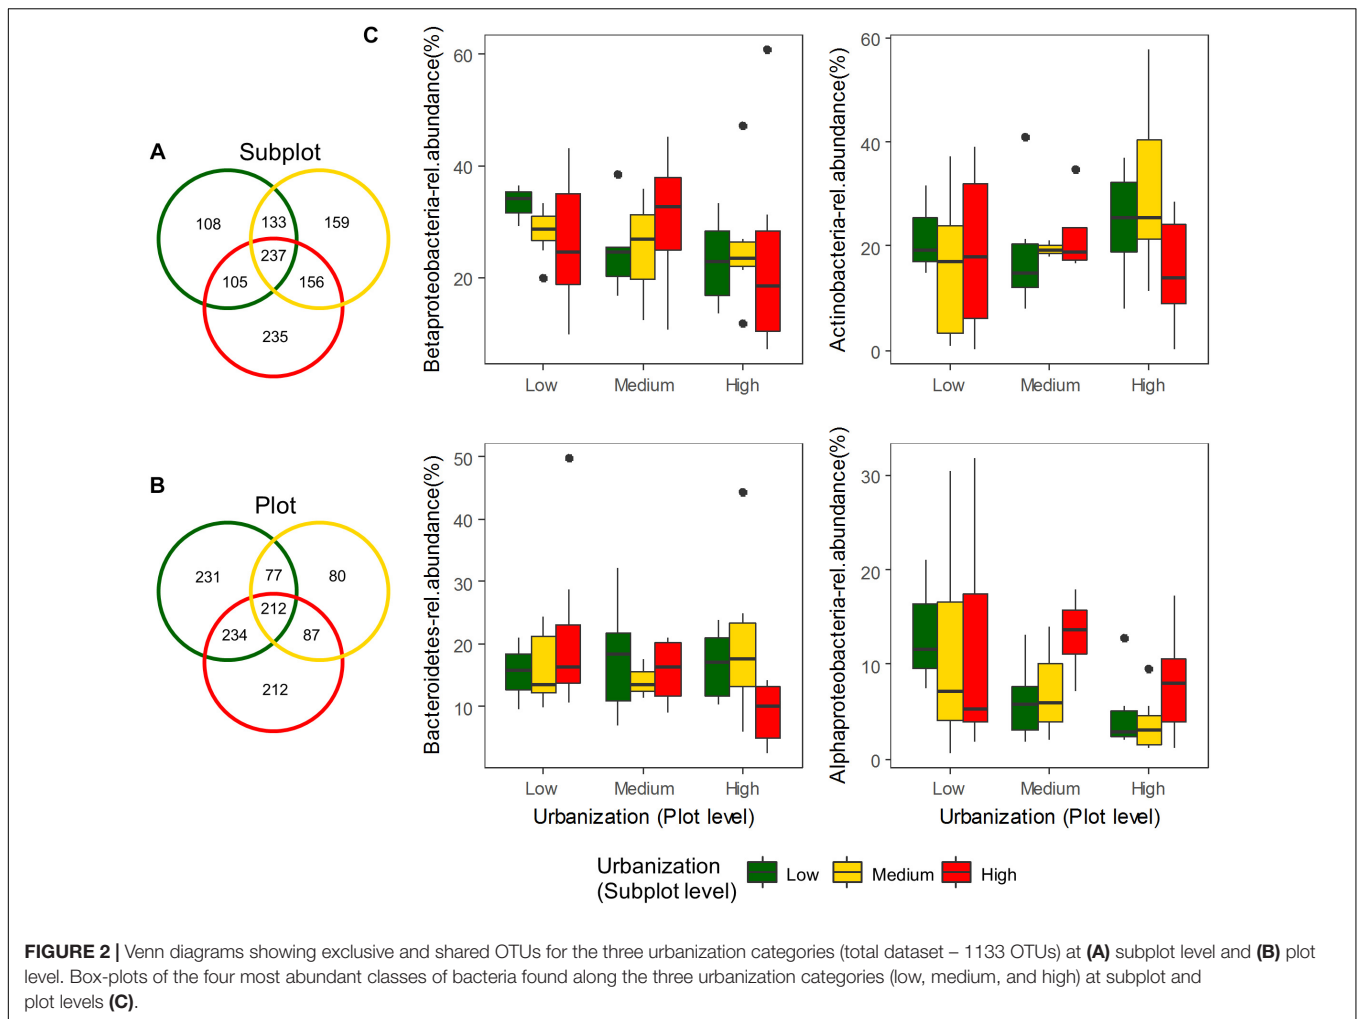 A
Subplot
108
133
159
237
105
156
235
B
Plot
231
77
80
212
234
87
212
C
Betaproteobacteria-rel.abundance(%)
60
40
20
Low Medium High
Actinobacteria-rel.abundance(%)
60
40
20
0
Low Medium High
Bacteroidetes-rel.abundance(%)
50
40
30
20
10
Low Medium High
Urbanization (Plot level)
Alphaproteobacteria-rel.abundance(%)
30
20
10
0
Low Medium High
Urbanization (Plot level)
Urbanization
(Subplot level)
Low Medium High
FIGURE 2 | Venn diagrams showing exclusive and shared OTUs for the three urbanization categories (total dataset – 1133 OTUs) at (A) subplot level and (B) plot
level. Box-plots of the four most abundant classes of bacteria found along the three urbanization categories (low, medium, and high) at subplot and
plot levels (C).